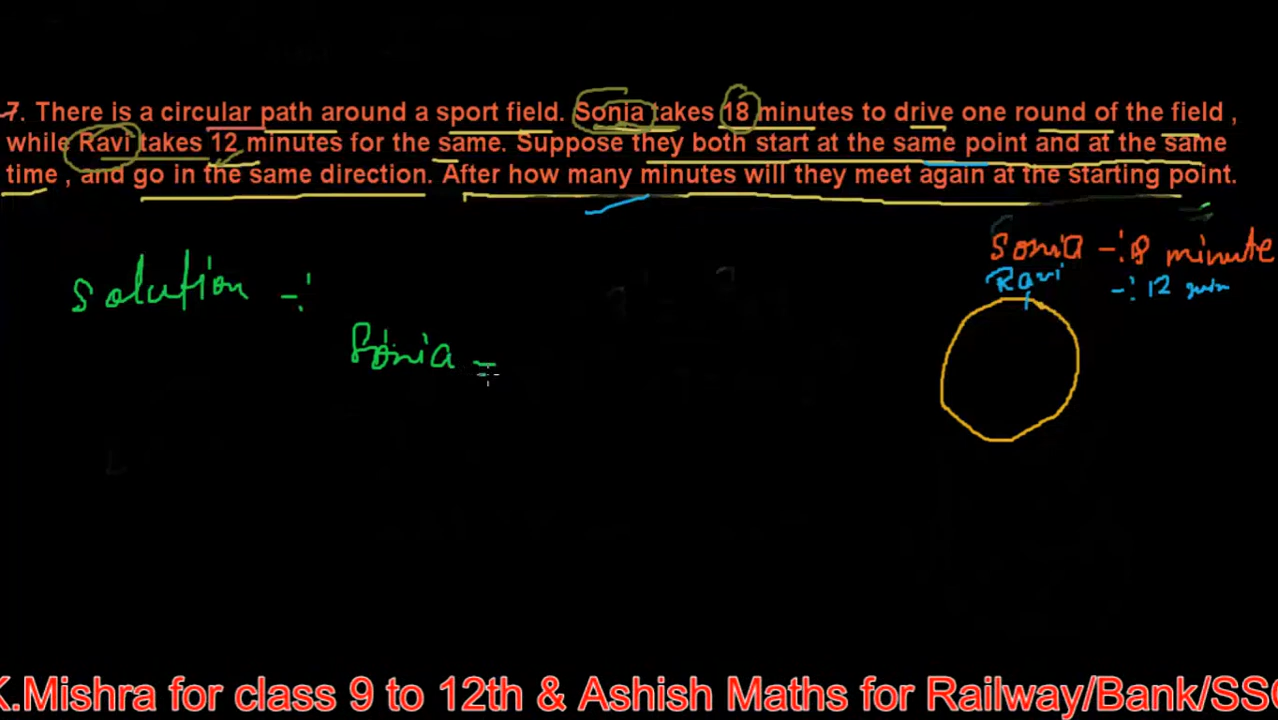 7. There is a circular path around a sport field. Sonia takes 18 minutes to drive one round of the field ,
while Ravi takes 12 minutes for the same. Suppose they both start at the same point and at the same
time , and go in the same direction. After how many minutes will they meet again at the starting point.
Sonia -: 8 minute
Ravi -: 12 min
Solution -:
Sonia =
K.Mishra for class 9 to 12th & Ashish Maths for Railway/Bank/SSC